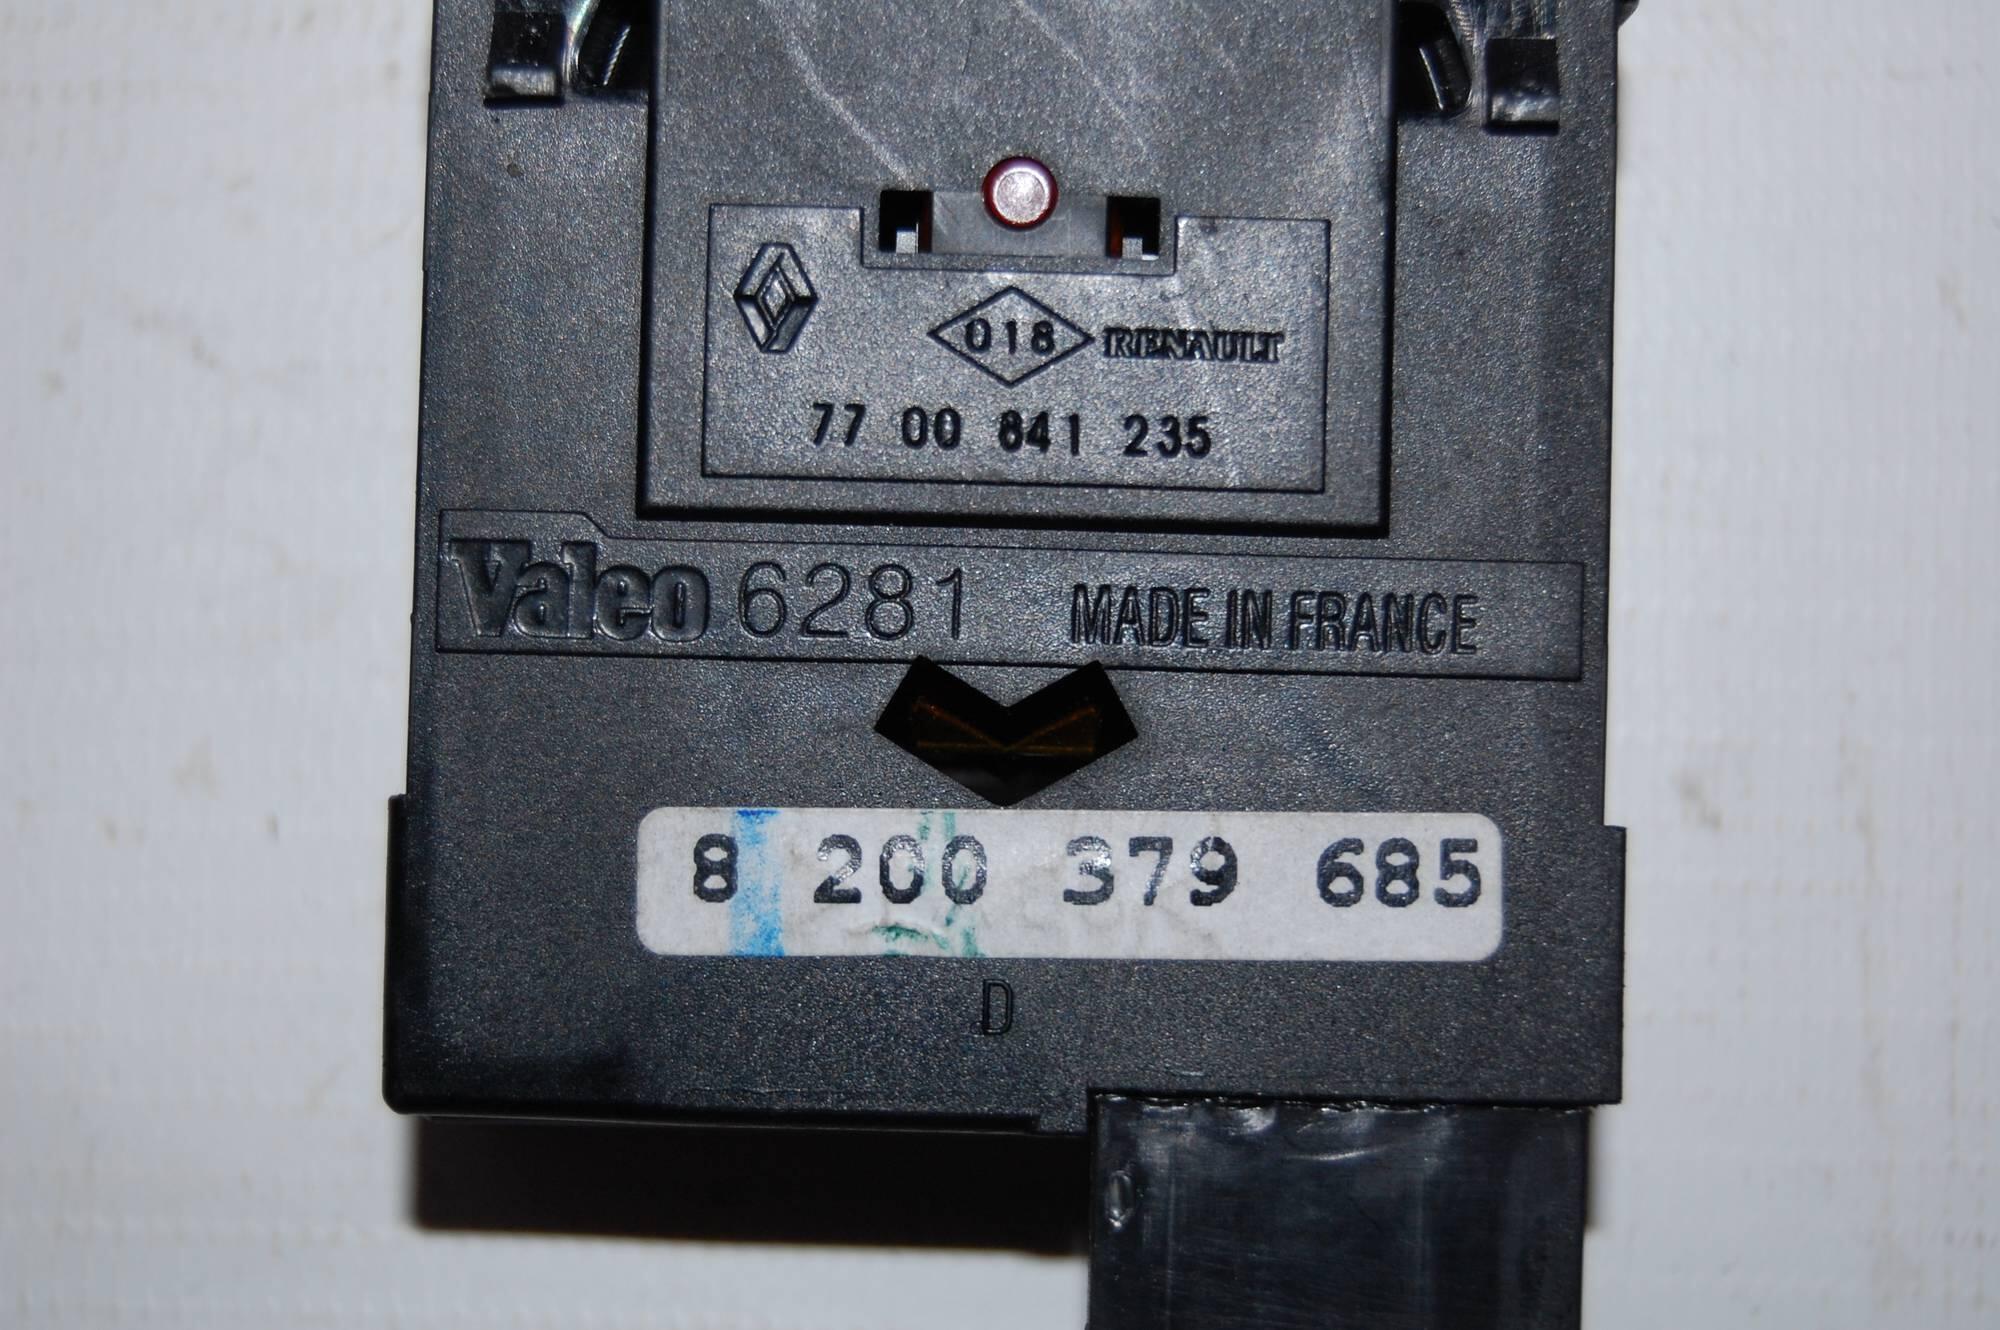 018 RENAULT
77 00 841 235
Valeo 6281 MADE IN FRANCE
8 200 379 685
D